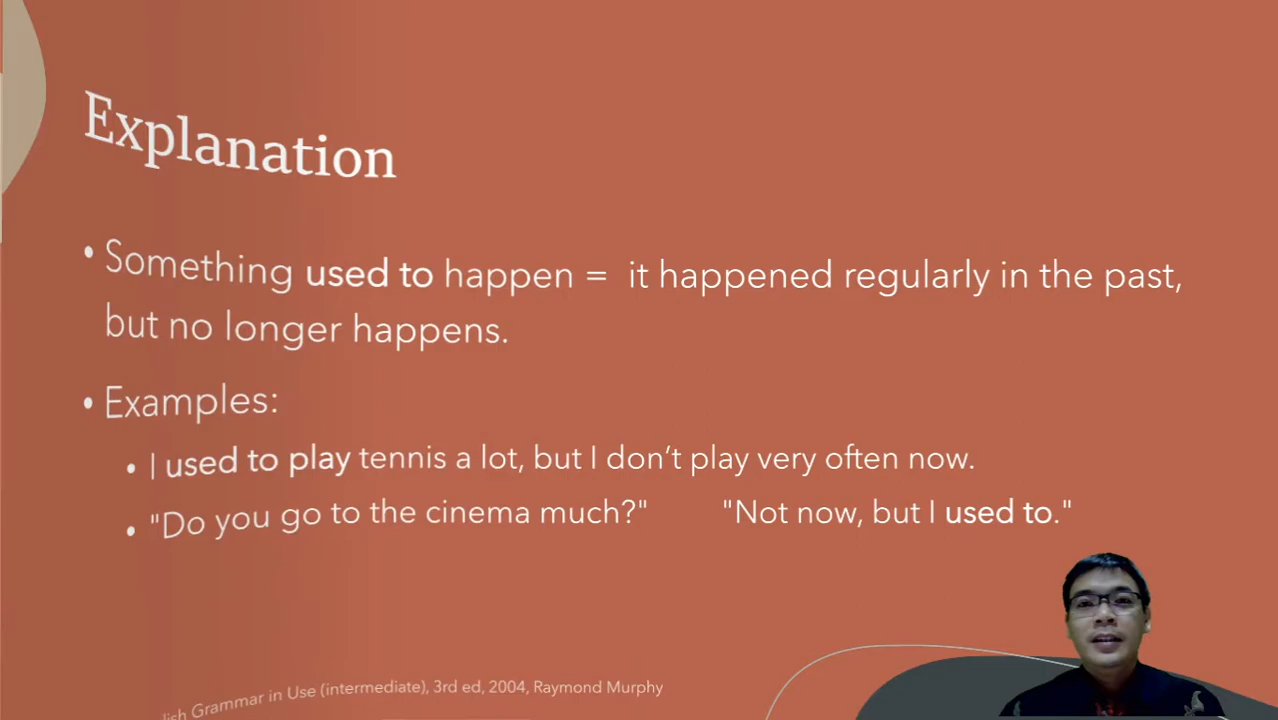 Explanation
• Something used to happen = it happened regularly in the past,
but no longer happens.
• Examples:
• I used to play tennis a lot, but I don’t play very often now.
• "Do you go to the cinema much?" "Not now, but I used to."
Grammar in Use (intermediate), 3rd ed, 2004, Raymond Murphy